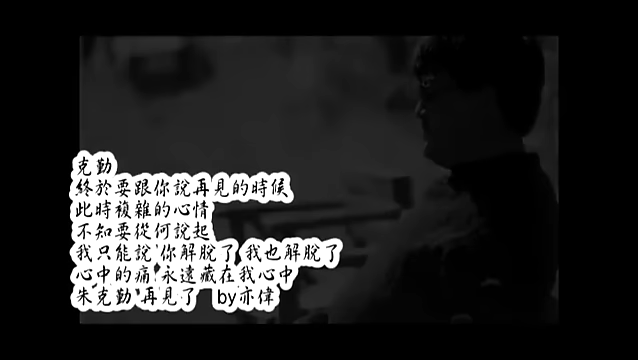 克勤
終於要跟你說再見的時候
此時複雜的心情
不知要從何說起
我只能說 你解脫了 我也解脫了
心中的痛 永遠藏在我心中
朱克勤 再見了 by亦偉